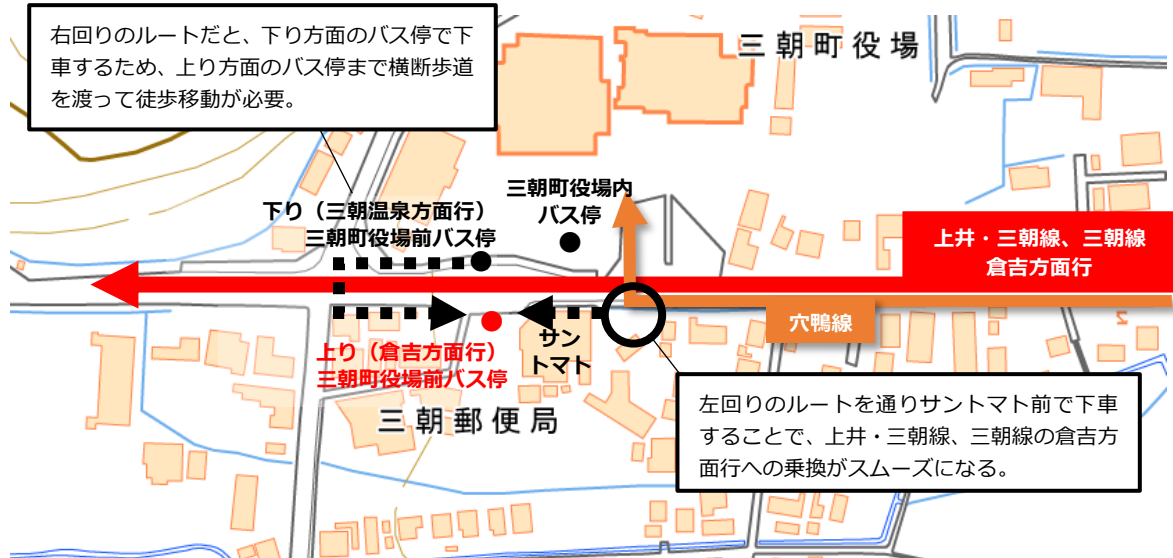 右回りのルートだと、下り方面のバス停で下
車するため、上り方面のバス停まで横断歩道
を渡って徒歩移動が必要。
三朝町役場
三朝町役場内
バス停
下り（三朝温泉方面行）
三朝町役場前バス停
上井・三朝線、三朝線
倉吉方面行
穴鴨線
サン
トマト
上り（倉吉方面行）
三朝町役場前バス停
三朝郵便局
左回りのルートを通りサントマト前で下車
することで、上井・三朝線、三朝線の倉吉方
面行への乗換がスムーズになる。